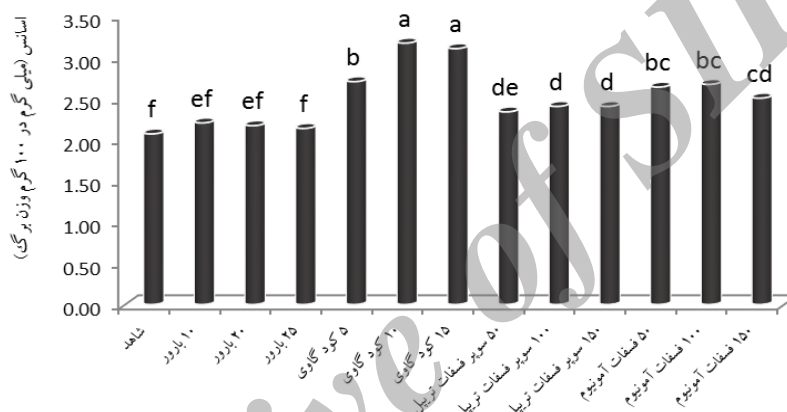 اسانس (میلی گرم در ۱۰۰ گرم وزن برگ)
3.50
3.00
2.50
2.00
1.50
1.00
0.50
0.00
f
ef
ef
f
b
a
a
de
d
d
bc
bc
cd
شاهد
۱۰ بارور
۲۰ بارور
۲۵ بارور
۵ کود گاوی
۱۰ کود گاوی
۱۵ کود گاوی
۵۰ سوپر فسفات تریپل
۱۰۰ سوپر فسفات تریپل
۱۵۰ سوپر فسفات تریپل
۵۰ فسفات آمونیوم
۱۰۰ فسفات آمونیوم
۱۵۰ فسفات آمونیوم
ive of SI